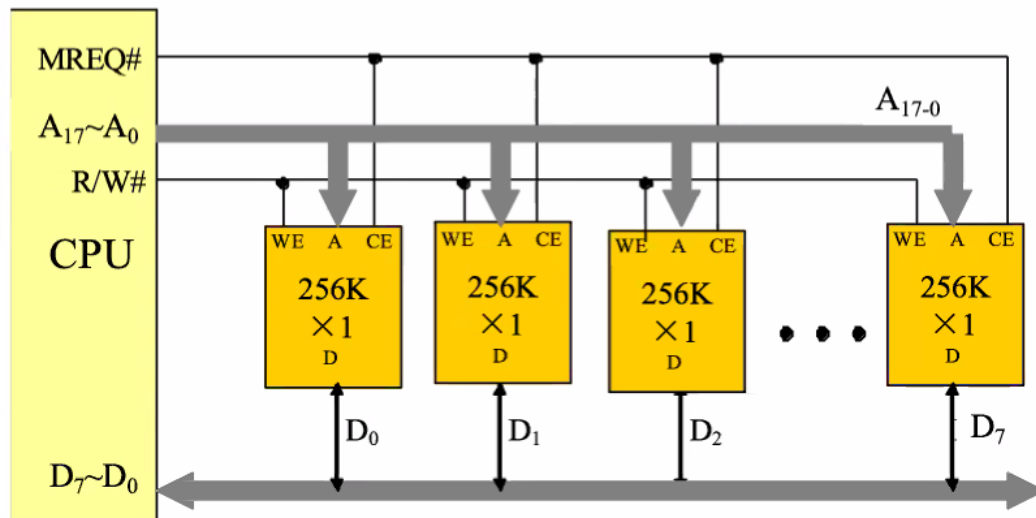 MREQ#
A₁₇~A₀
A₁₇₋₀
R/W#
CPU
WE A CE
256K
×1
D
WE A CE
256K
×1
D
WE A CE
256K
×1
D
WE A CE
256K
×1
D
D₀
D₁
D₂
D₇
D₇~D₀